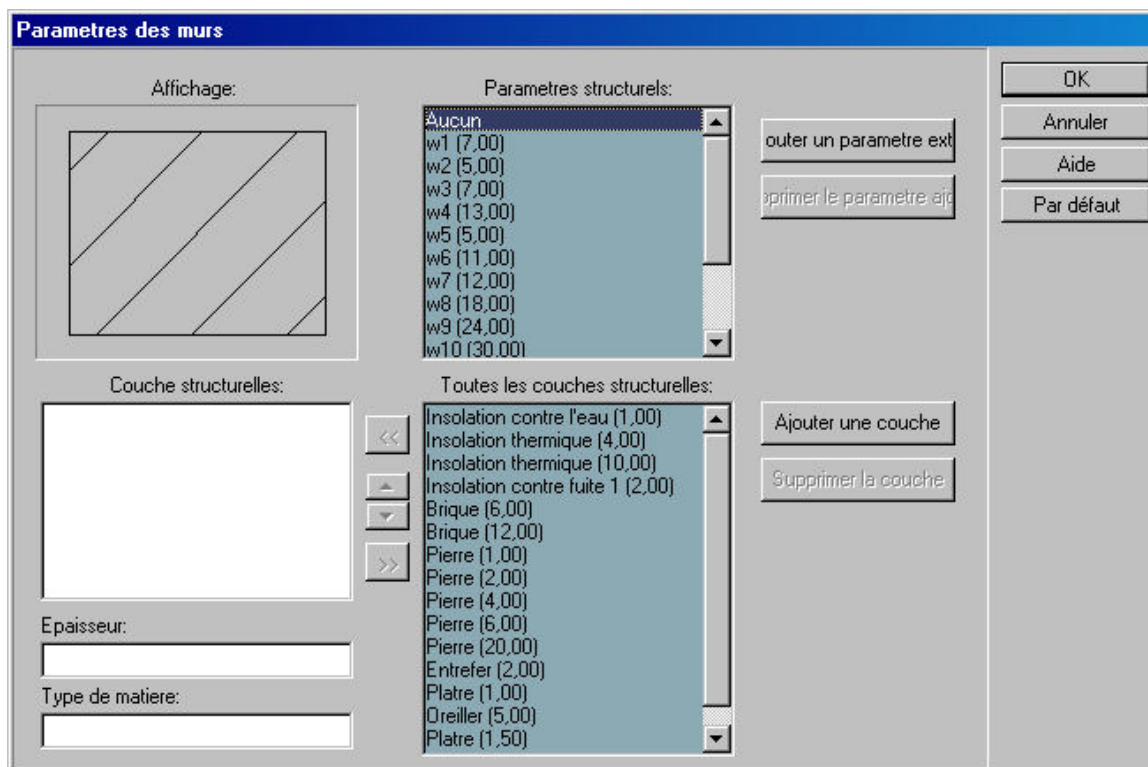 Parametres des murs
Affichage:
Parametres structurels:
Aucun
w1 (7,00)
w2 (5,00)
w3 (7,00)
w4 (13,00)
w5 (5,00)
w6 (11,00)
w7 (12,00)
w8 (18,00)
w9 (24,00)
w10 (30,00)
outer un parametre ext
primer le parametre ajo
OK
Annuler
Aide
Par défaut
Couche structurelles:
<<
>>
Epaisseur:
Type de matiere:
Toutes les couches structurelles:
Insolation contre l'eau (1,00)
Insolation thermique (4,00)
Insolation thermique (10,00)
Insolation contre fuite 1 (2,00)
Brique (6,00)
Brique (12,00)
Pierre (1,00)
Pierre (2,00)
Pierre (4,00)
Pierre (6,00)
Pierre (20,00)
Entrefer (2,00)
Platre (1,00)
Oreiller (5,00)
Platre (1,50)
Ajouter une couche
Supprimer la couche